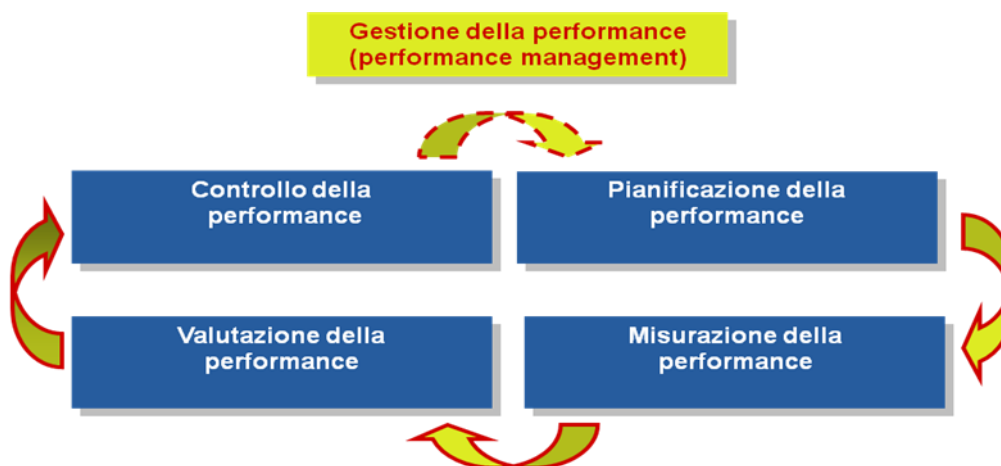 Gestione della performance
(performance management)
Controllo della
performance
Pianificazione della
performance
Valutazione della
performance
Misurazione della
performance